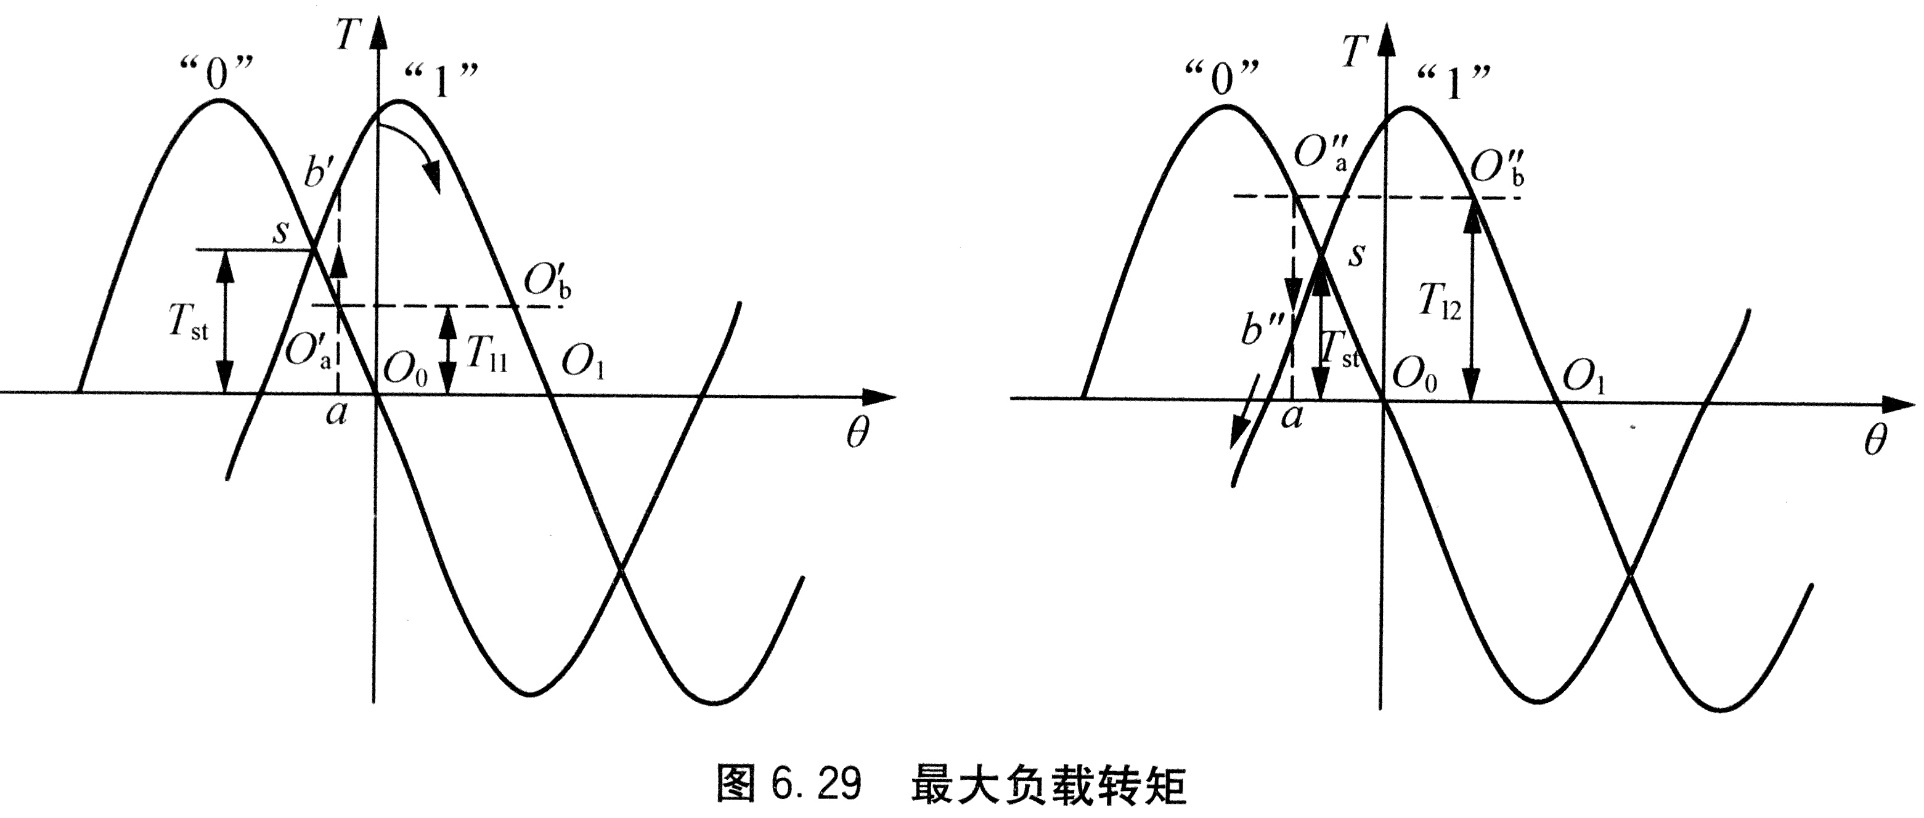 T
“0”
“1”
b′
s
T_st
O′_a
O′_b
T_l1
O_0
O_1
a
θ
T
“0”
“1”
O″_a
O″_b
s
T_l2
b″
T_st
O_0
O_1
a
θ
图 6.29 最大负载转矩